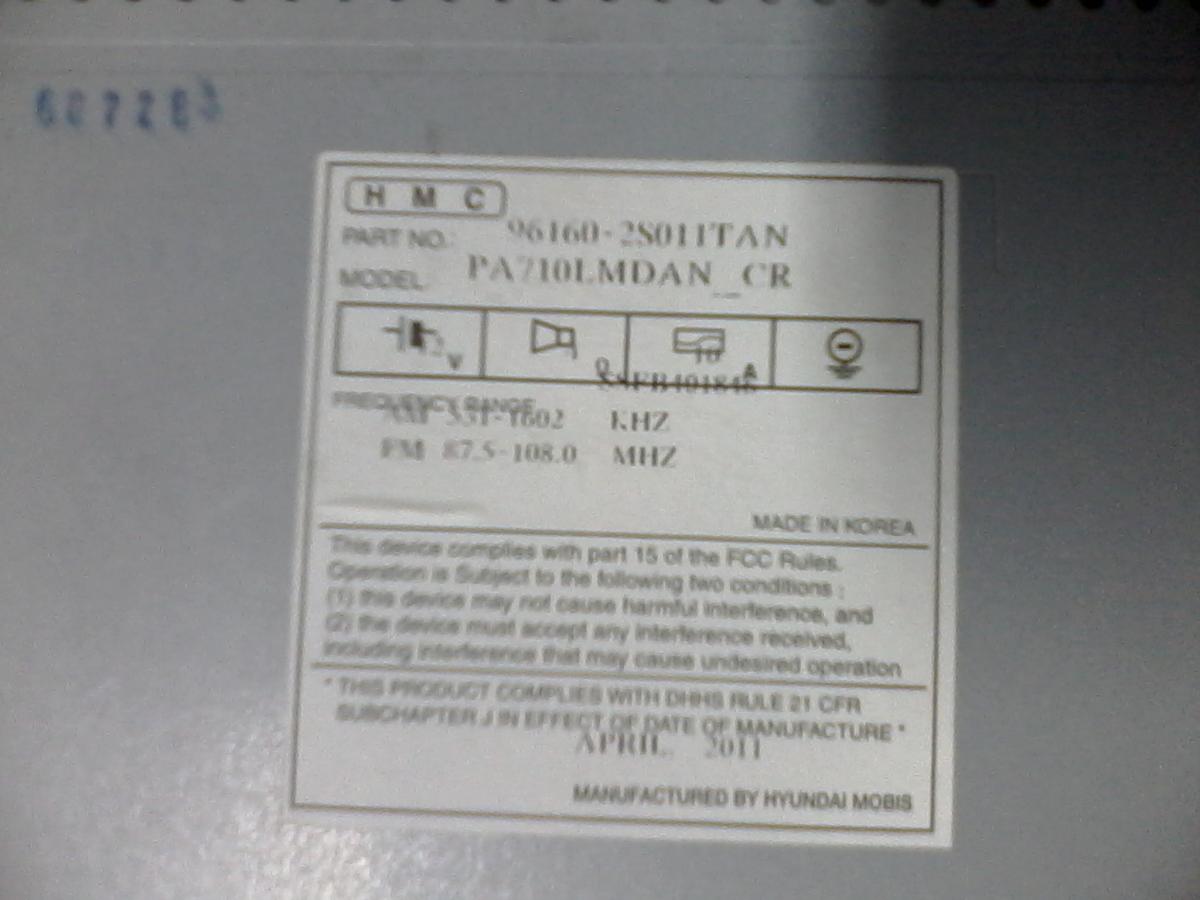 H M C
PART NO.: 96160-2S011TAN
MODEL PA710LMDAN_CR
V
Ω
10
A
FREQUENCY RANGE
AM 531-1602 KHZ
FM 87.5-108.0 MHZ
MADE IN KOREA
This device complies with part 15 of the FCC Rules.
Operation is Subject to the following two conditions :
(1) this device may not cause harmful interference, and
(2) the device must accept any interference received,
including interference that may cause undesired operation
* THIS PRODUCT COMPLIES WITH DHHS RULE 21 CFR
SUBCHAPTER J IN EFFECT OF DATE OF MANUFACTURE *
APRIL. 2011
MANUFACTURED BY HYUNDAI MOBIS